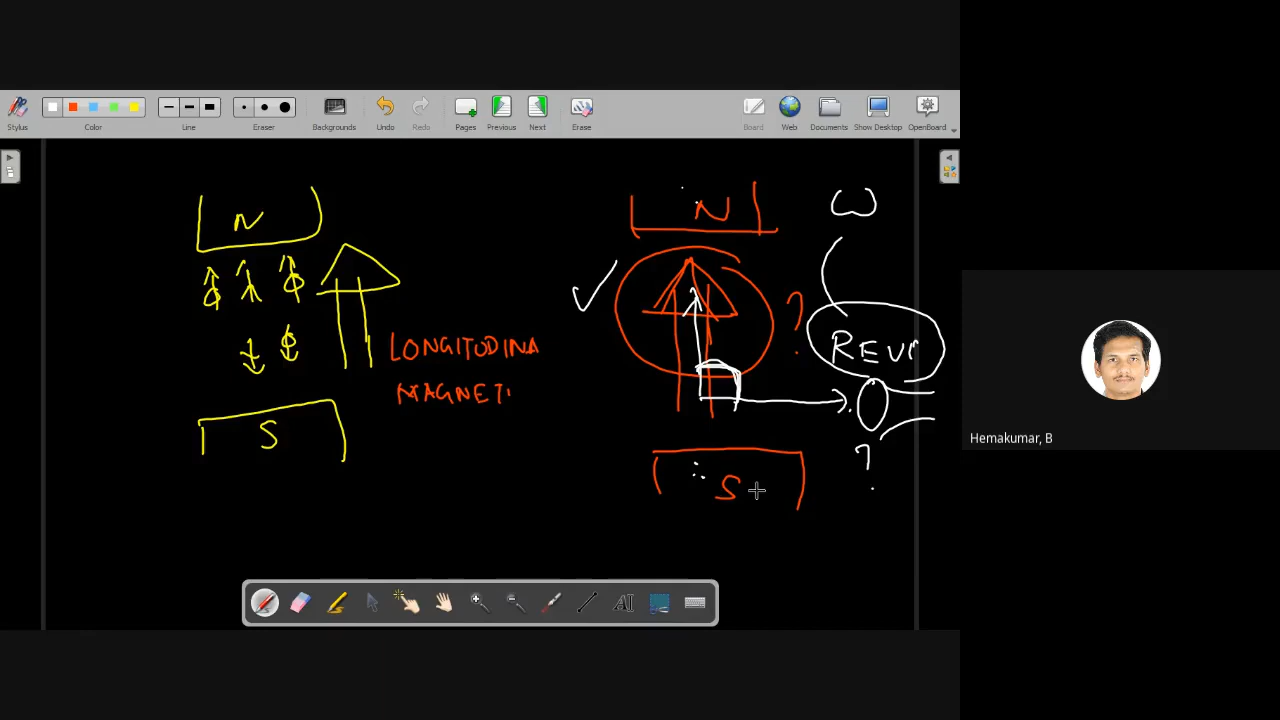 Stylus
Color
Line
Eraser
Backgrounds
Undo
Redo
Pages
Previous
Next
Erase
Board
Web
Documents
Show Desktop
OpenBoard
N
S
LONGITUDINA
MAGNETI
N
?
S
ω
REVI
?
AI
Hemakumar, B